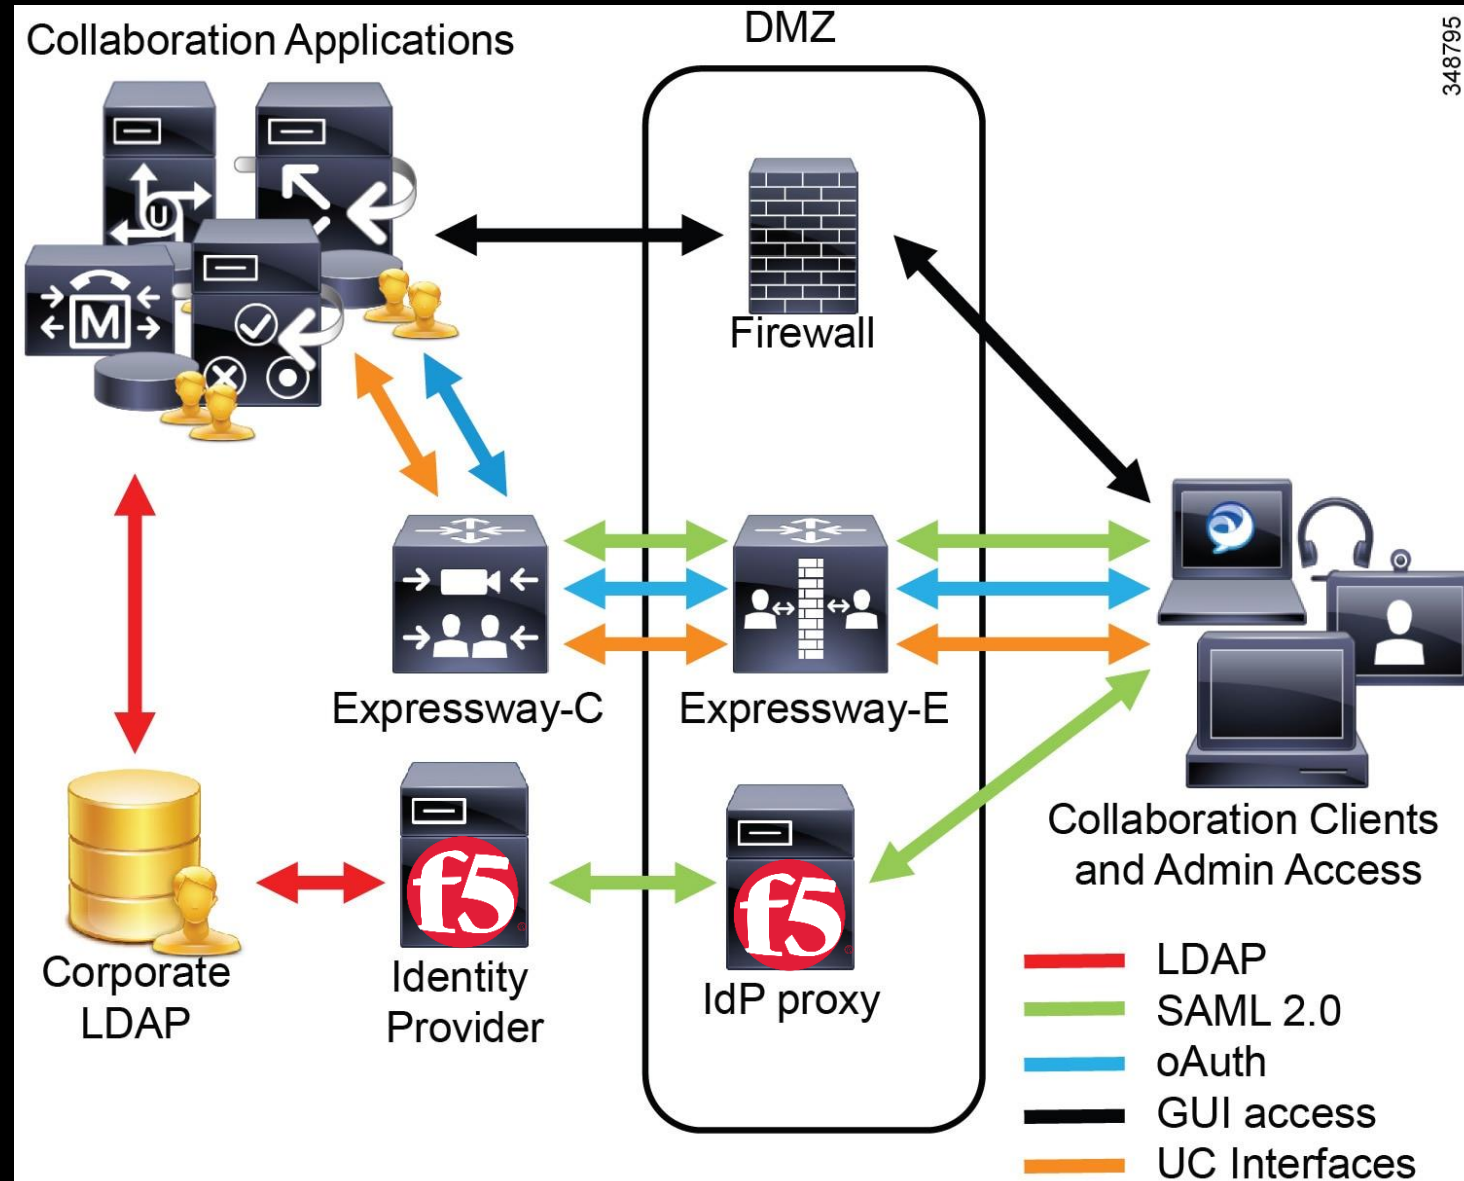 Collaboration Applications
DMZ
348795
U
M
Firewall
Expressway-C
Expressway-E
Collaboration Clients
and Admin Access
f5
f5
Corporate
LDAP
Identity
Provider
IdP proxy
LDAP
SAML 2.0
oAuth
GUI access
UC Interfaces